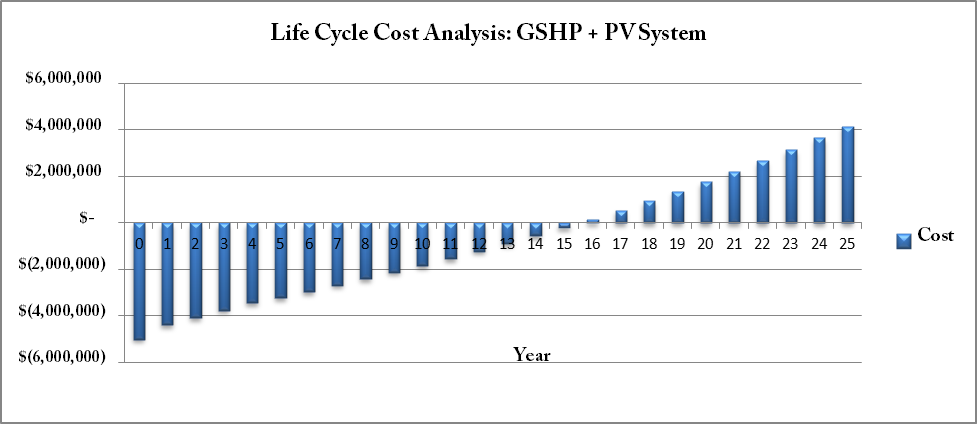 Life Cycle Cost Analysis: GSHP + PV System
$6,000,000
$4,000,000
$2,000,000
$-
0 1 2 3 4 5 6 7 8 9 10 11 12 13 14 15 16 17 18 19 20 21 22 23 24 25
Cost
$(2,000,000)
$(4,000,000)
$(6,000,000)
Year